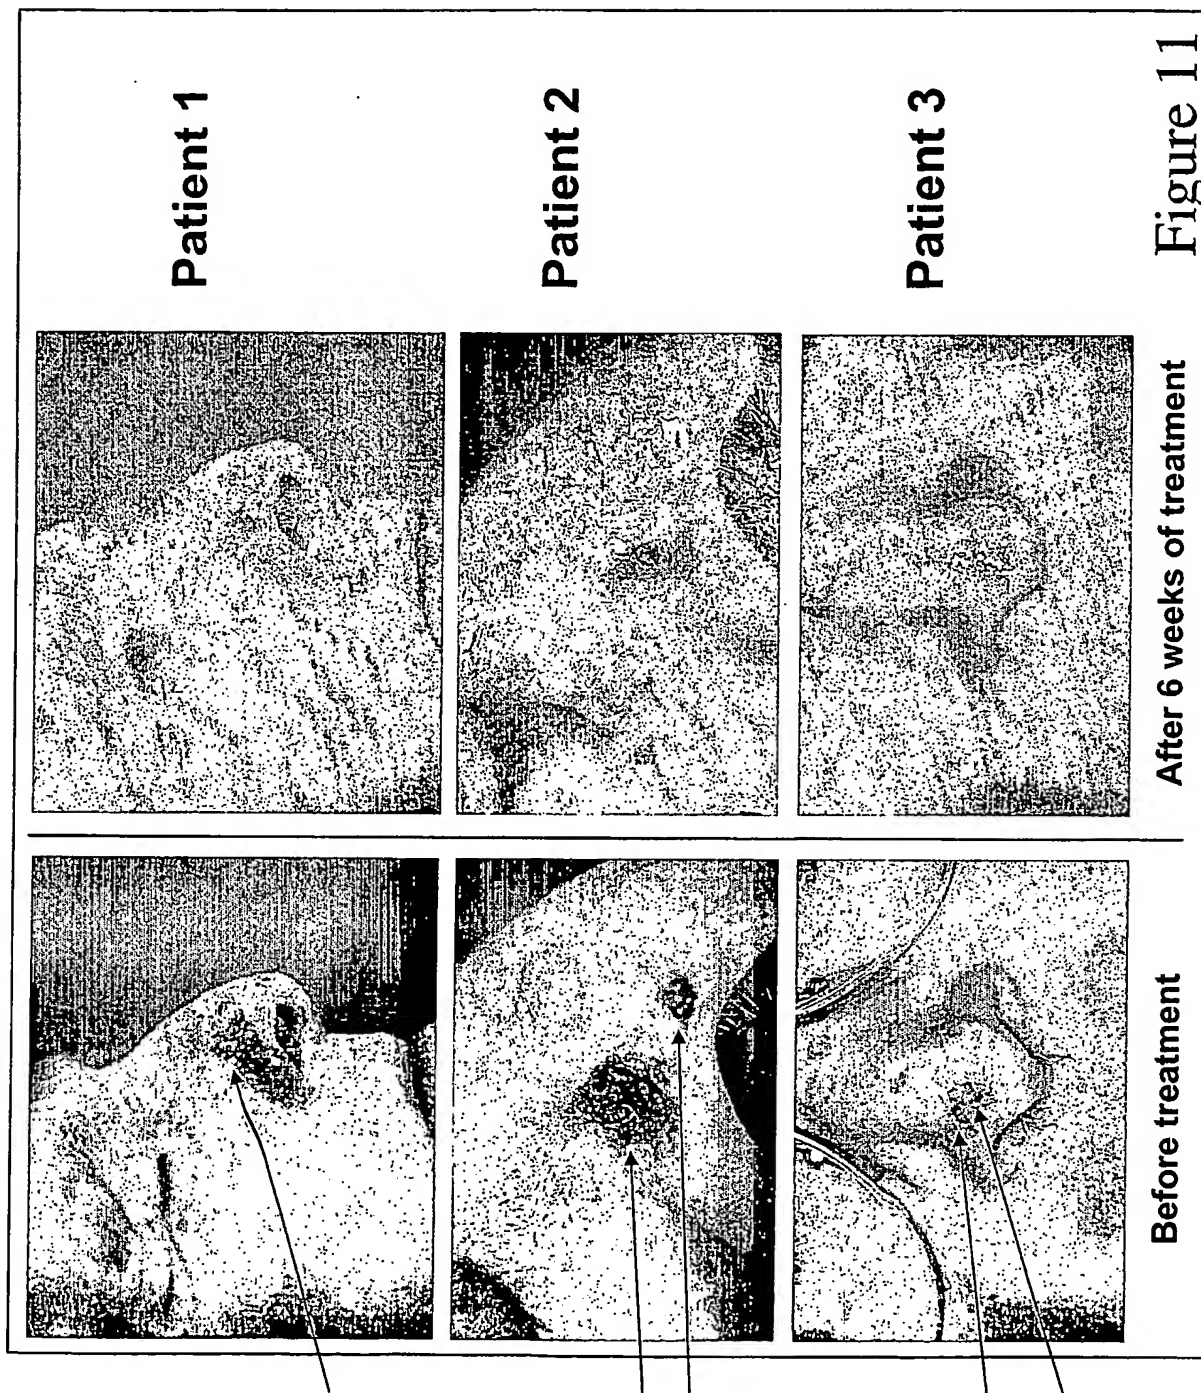 Patient 1
Patient 2
Patient 3
Before treatment
After 6 weeks of treatment
Figure 11